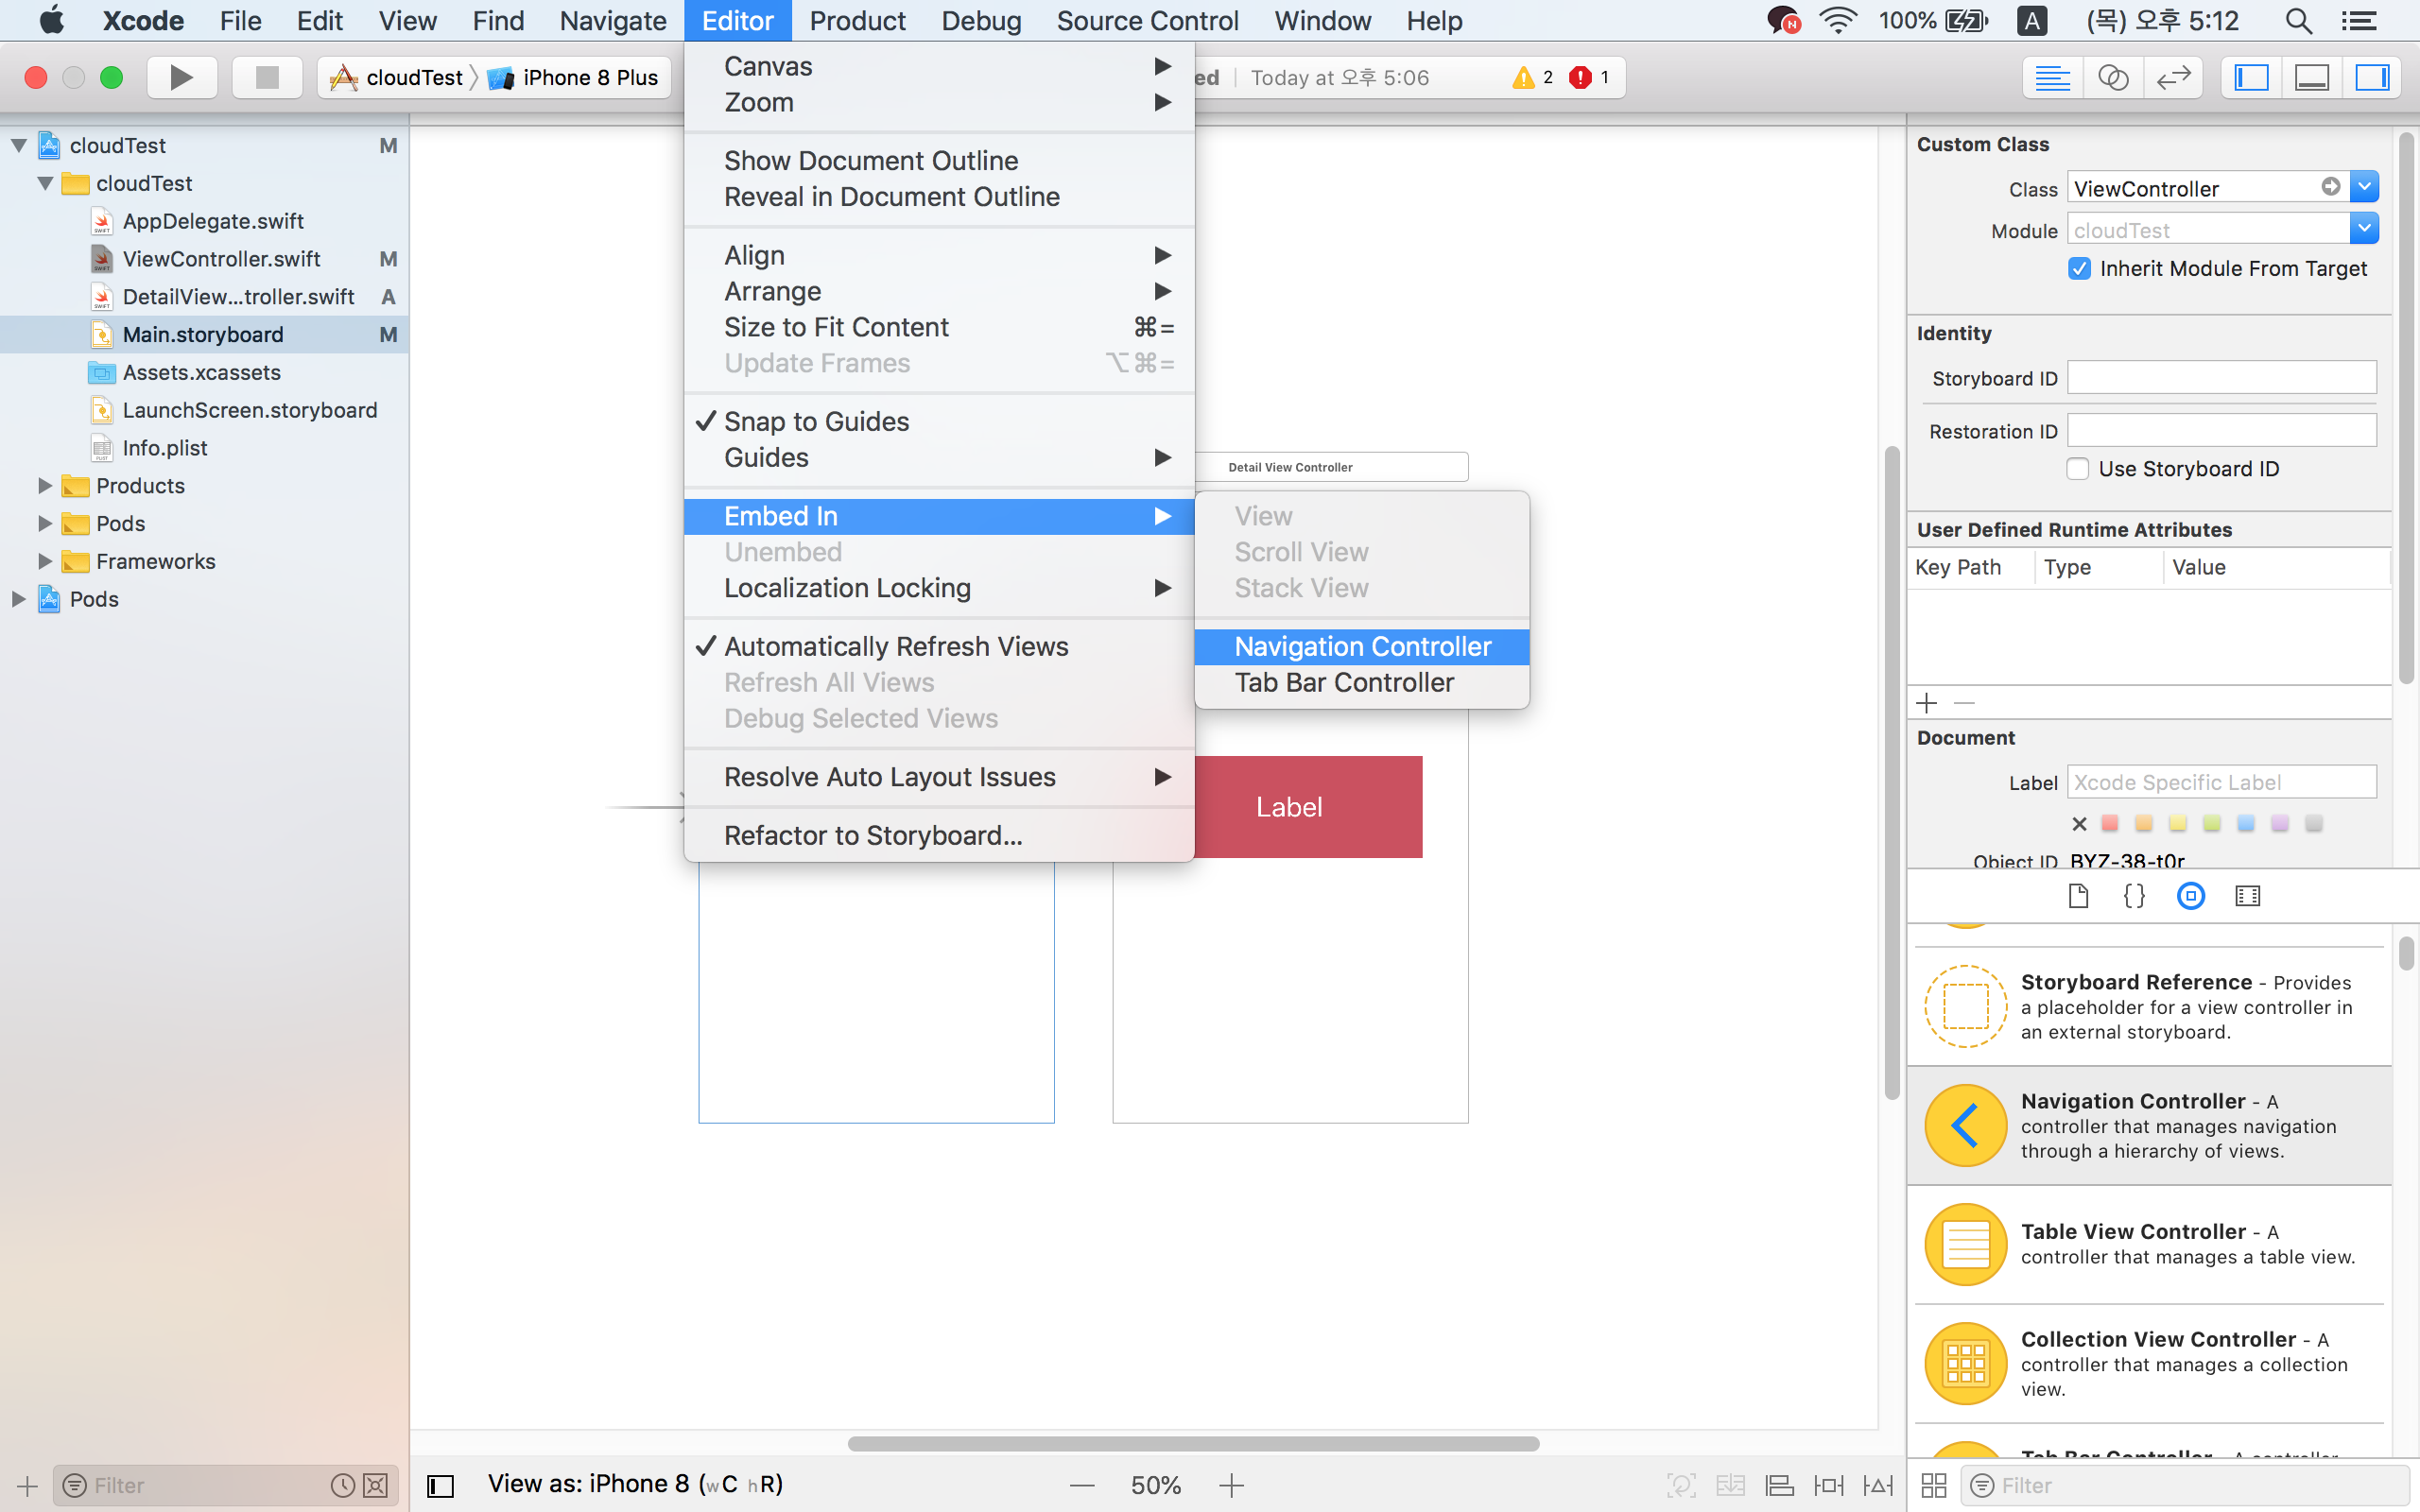 Xcode File Edit View Find Navigate Editor Product Debug Source Control Window Help N 100% A (목) 오후 5:12
cloudTest iPhone 8 Plus
ed Today at 오후 5:06 2 1
cloudTest M
cloudTest
AppDelegate.swift
ViewController.swift M
DetailView...troller.swift A
Main.storyboard M
Assets.xcassets
LaunchScreen.storyboard
Info.plist
Products
Pods
Frameworks
Pods
Filter
Canvas
Zoom
Show Document Outline
Reveal in Document Outline
Align
Arrange
Size to Fit Content ⌘=
Update Frames ⌥⌘=
✓ Snap to Guides
Guides
Embed In
Unembed
Localization Locking
✓ Automatically Refresh Views
Refresh All Views
Debug Selected Views
Resolve Auto Layout Issues
Refactor to Storyboard...
Detail View Controller
View
Scroll View
Stack View
Navigation Controller
Tab Bar Controller
Label
View as: iPhone 8 (wC hR)
50%
Custom Class
Class ViewController
Module cloudTest
Inherit Module From Target
Identity
Storyboard ID
Restoration ID
Use Storyboard ID
User Defined Runtime Attributes
Key Path Type Value
Document
Label Xcode Specific Label
Object ID BYZ-38-t0r
{}
Storyboard Reference - Provides
a placeholder for a view controller in
an external storyboard.
Navigation Controller - A
controller that manages navigation
through a hierarchy of views.
Table View Controller - A
controller that manages a table view.
Collection View Controller - A
controller that manages a collection
view.
Tab Bar Controller - A controller
Filter